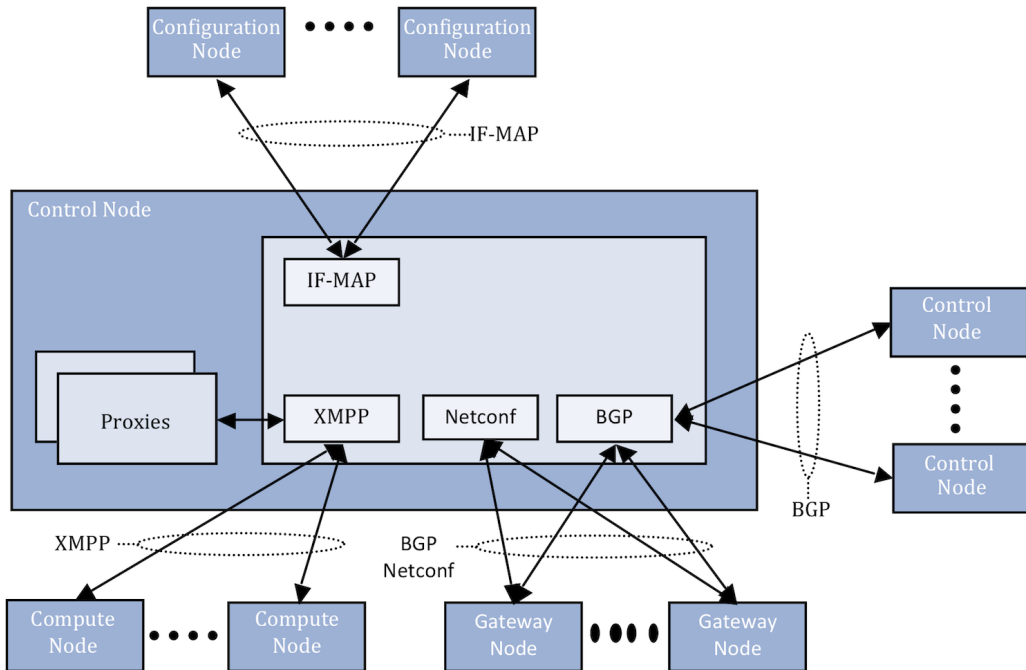 Configuration
Node
Configuration
Node
IF-MAP
Control Node
IF-MAP
Control
Node
Proxies
XMPP
Netconf
BGP
Control
Node
BGP
XMPP
BGP
Netconf
Compute
Node
Compute
Node
Gateway
Node
Gateway
Node